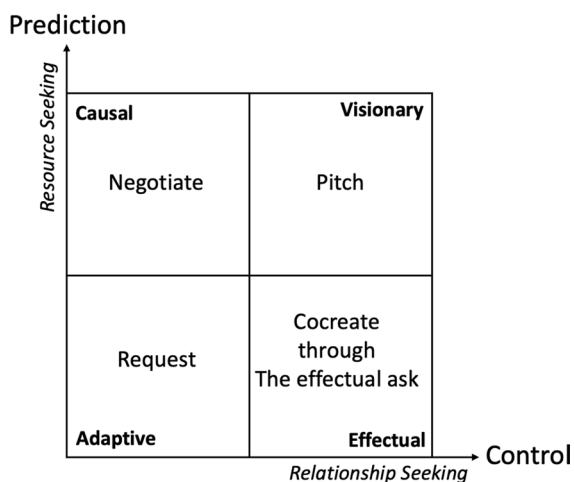 Prediction
Resource Seeking
Causal
Visionary
Negotiate
Pitch
Request
Cocreate
through
The effectual ask
Adaptive
Effectual
Control
Relationship Seeking